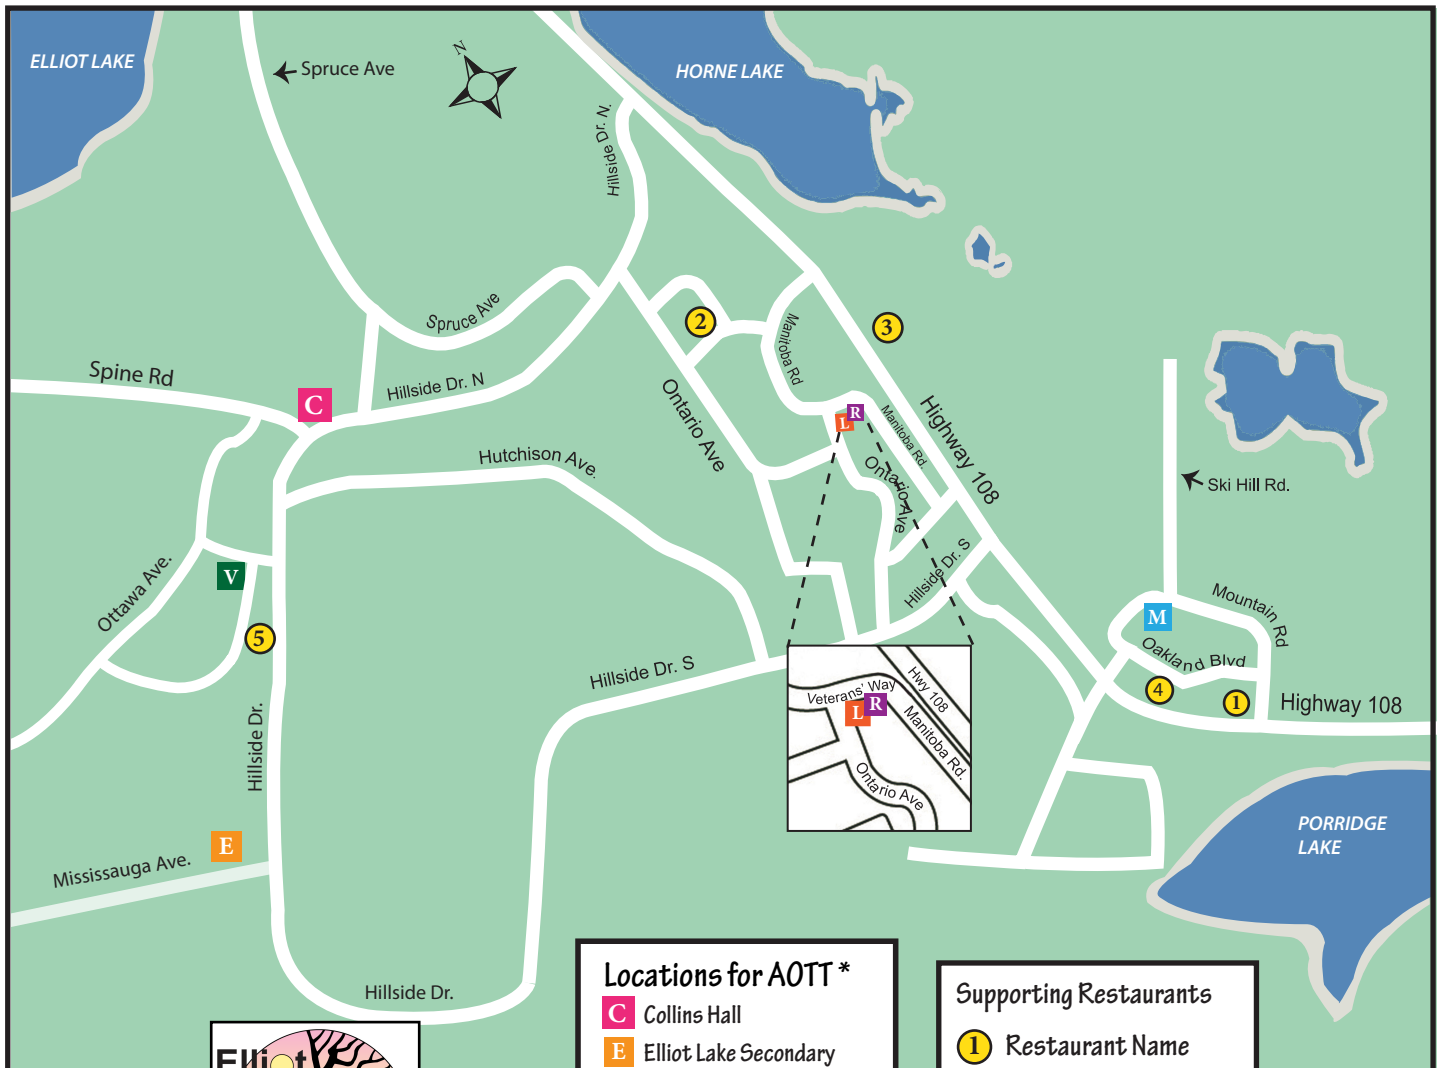 ELLIOT LAKE
Spruce Ave
N
HORNE LAKE
Hillside Dr. N.
Spruce Ave
2
3
Manitoba Rd
Spine Rd
Hillside Dr. N
C
Ontario Ave
L
R
Manitoba Rd.
Highway 108
Hutchison Ave.
Ontario Ave
Ski Hill Rd.
Ottawa Ave.
V
Hillside Dr. S
Mountain Rd
M
5
Oakland Blvd
4
1
Highway 108
Hillside Dr. S
Veterans' Way
Hwy 108
L
R
Manitoba Rd.
Ontario Ave
Hillside Dr.
E
Mississauga Ave.
PORRIDGE
LAKE
Hillside Dr.
Elliot
Locations for AOTT *
C Collins Hall
E Elliot Lake Secondary
Supporting Restaurants
1 Restaurant Name